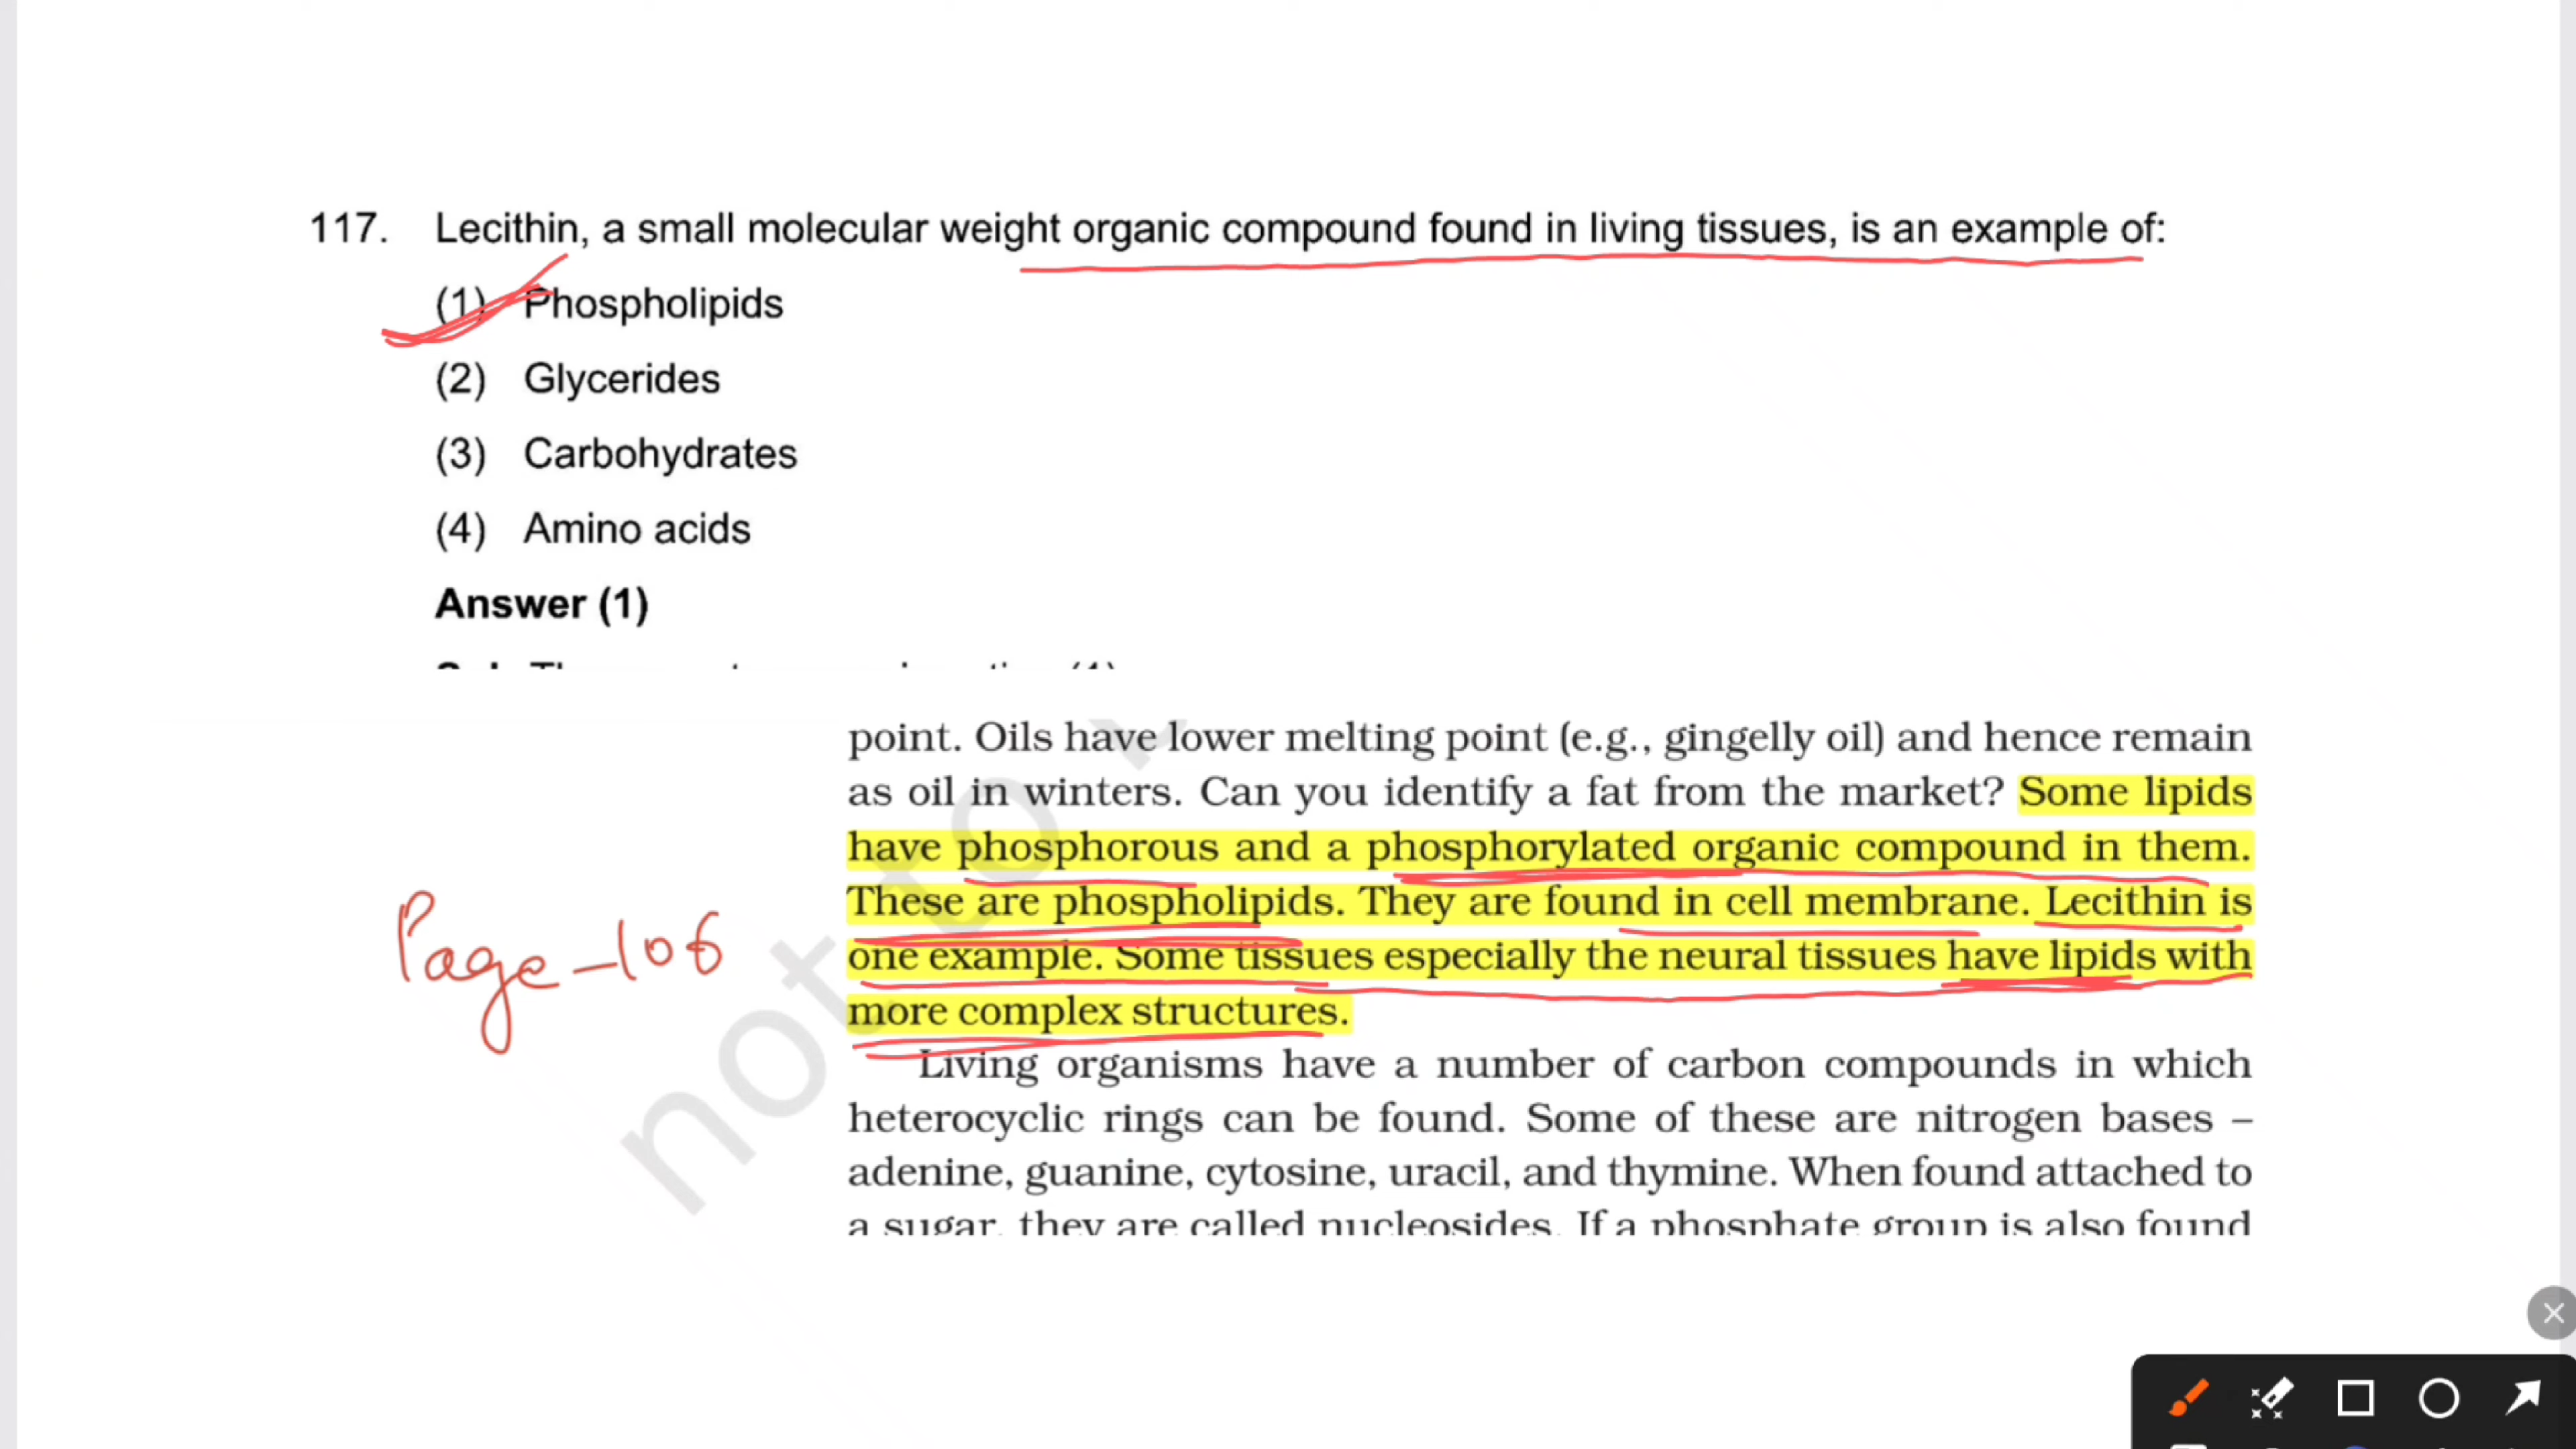 117. Lecithin, a small molecular weight organic compound found in living tissues, is an example of:
(1) Phospholipids
(2) Glycerides
(3) Carbohydrates
(4) Amino acids
Answer (1)
point. Oils have lower melting point (e.g., gingelly oil) and hence remain
as oil in winters. Can you identify a fat from the market? Some lipids
have phosphorous and a phosphorylated organic compound in them.
These are phospholipids. They are found in cell membrane. Lecithin is
one example. Some tissues especially the neural tissues have lipids with
more complex structures.
Page-106
Living organisms have a number of carbon compounds in which
heterocyclic rings can be found. Some of these are nitrogen bases –
adenine, guanine, cytosine, uracil, and thymine. When found attached to
a sugar, they are called nucleosides. If a phosphate group is also found
not to